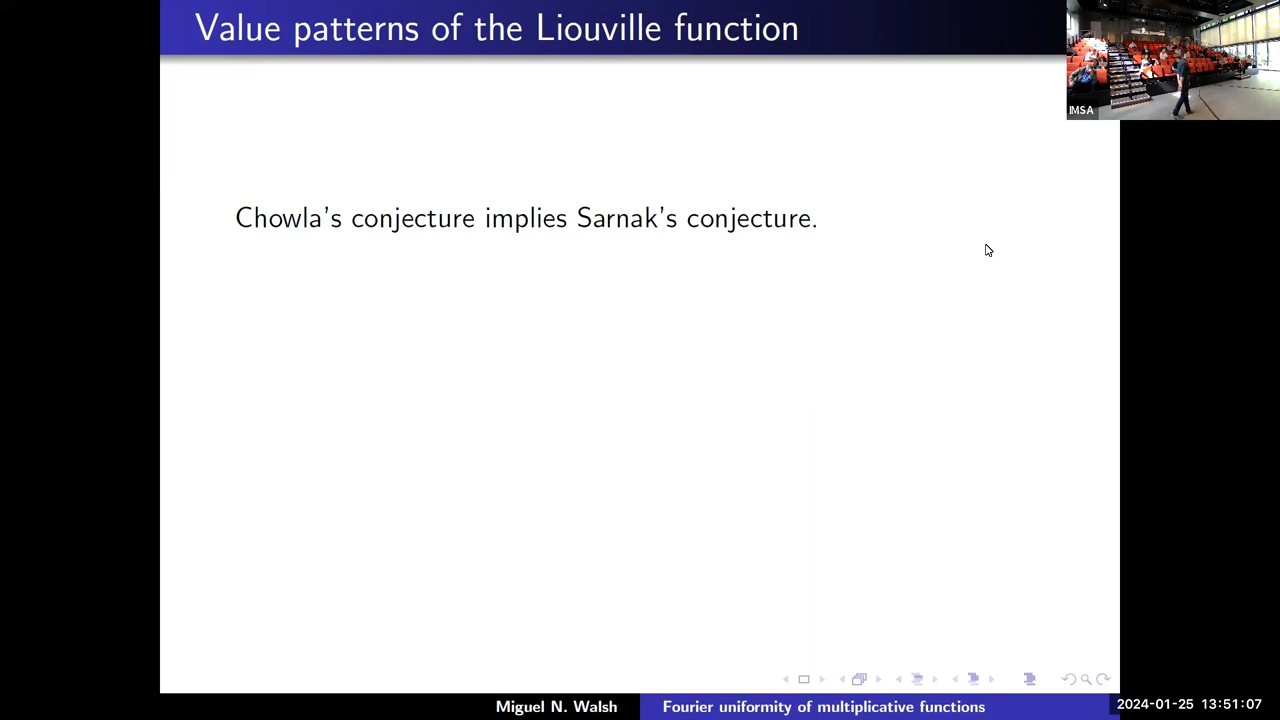 Value patterns of the Liouville function
IMSA
Chowla's conjecture implies Sarnak's conjecture.
Miguel N. Walsh
Fourier uniformity of multiplicative functions
2024-01-25 13:51:07